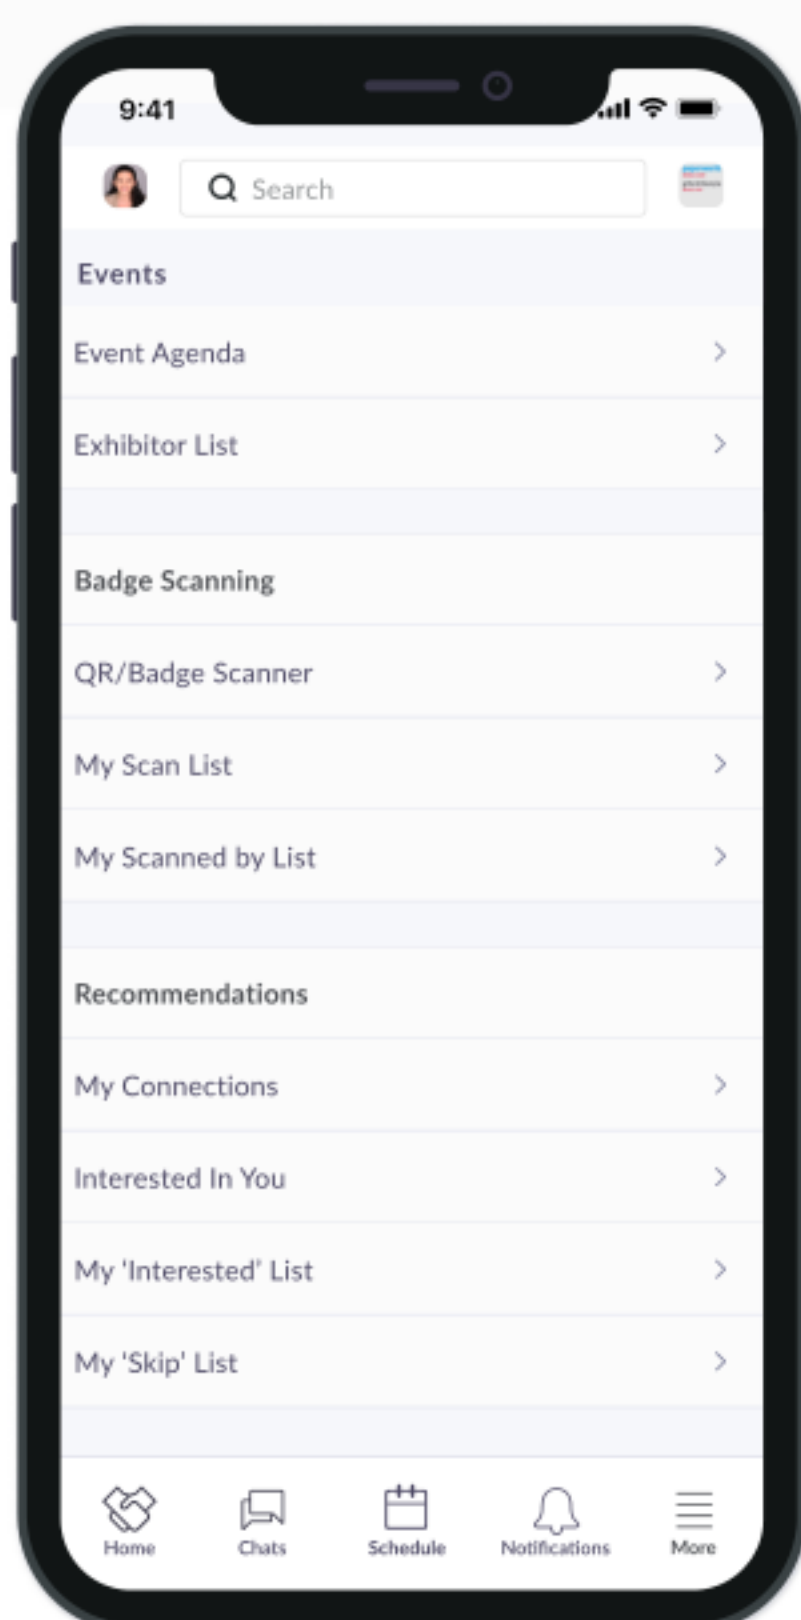 9:41
Search
Events
Event Agenda
Exhibitor List
Badge Scanning
QR/Badge Scanner
My Scan List
My Scanned by List
Recommendations
My Connections
Interested In You
My ‘Interested’ List
My ‘Skip’ List
Home
Chats
Schedule
Notifications
More